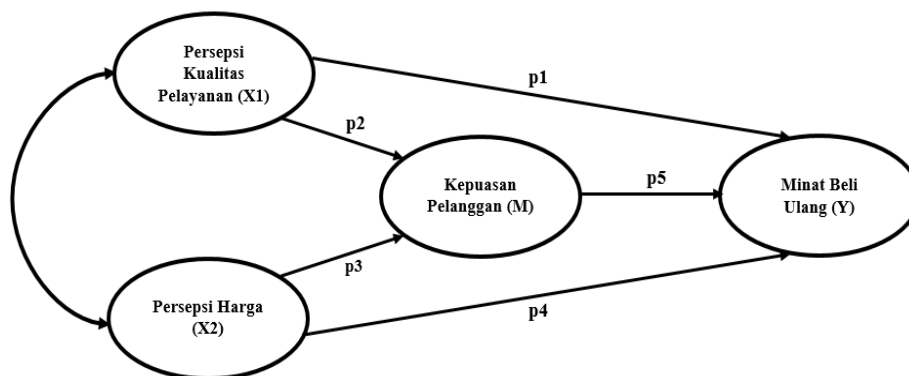 Persepsi
Kualitas
Pelayanan (X1)
p1
p2
Kepuasan
Pelanggan (M)
p5
Minat Beli
Ulang (Y)
p3
Persepsi Harga
(X2)
p4